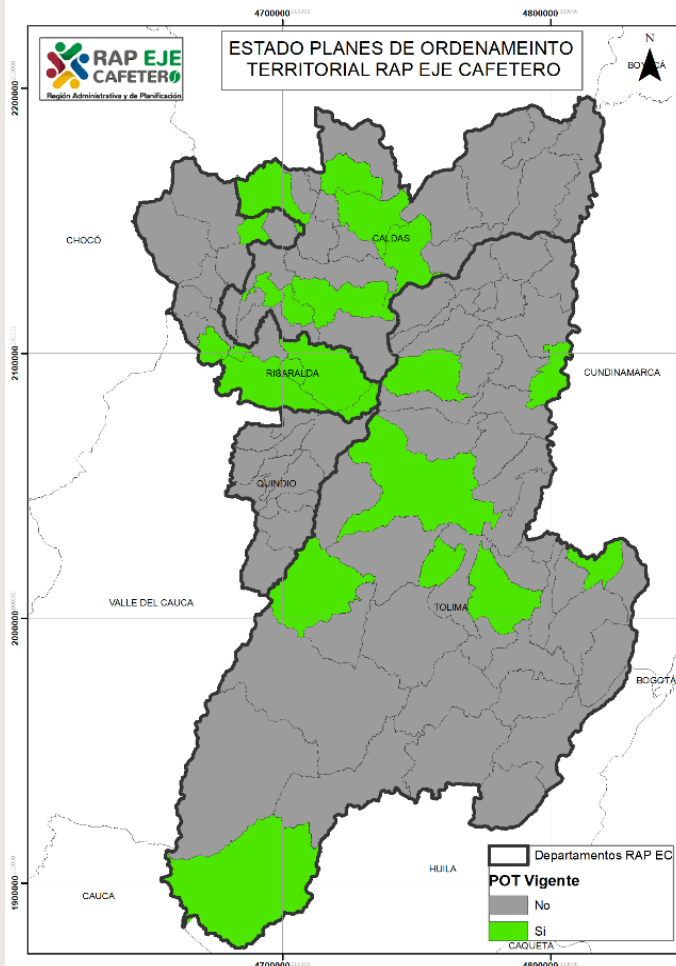 4700000
4800000
RAP EJE
CAFETERO
Región Administrativa y de Planificación
ESTADO PLANES DE ORDENAMEINTO
TERRITORIAL RAP EJE CAFETERO
N
BOYACÁ
2200000
CHOCÓ
CALDAS
2100000
RISARALDA
CUNDINAMARCA
QUINDIO
VALLE DEL CAUCA
2000000
TOLIMA
BOGOTÁ
1900000
CAUCA
HUILA
Departamentos RAP EC
POT Vigente
No
Si
CAQUETÁ
4700000
4800000